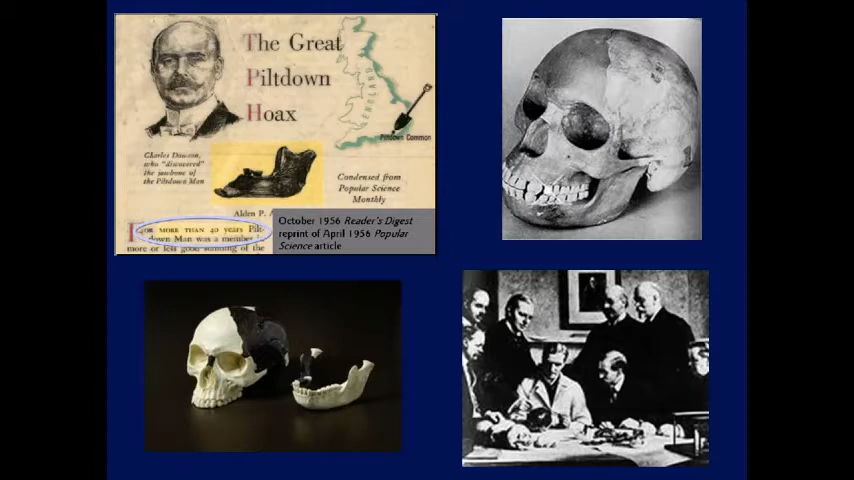 The Great
Piltdown
Hoax
ENGLAND
Piltdown Common
Charles Dawson,
who "discovered"
the jawbone of
the Piltdown Man
Condensed from
Popular Science
Monthly
Alden P.
October 1956 Reader's Digest
reprint of April 1956 Popular
Science article
FOR MORE THAN 40 years Pilt-
down Man was a member
more or less good standing of the